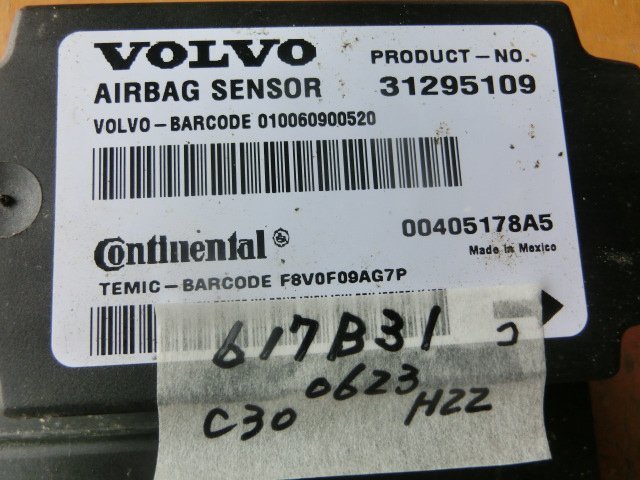 VOLVO
PRODUCT-NO.
AIRBAG SENSOR 31295109
VOLVO-BARCODE 010060900520
Continental
00405178A5
Made in Mexico
TEMIC-BARCODE F8V0F09AG7P
617B31
0623
C30 H22